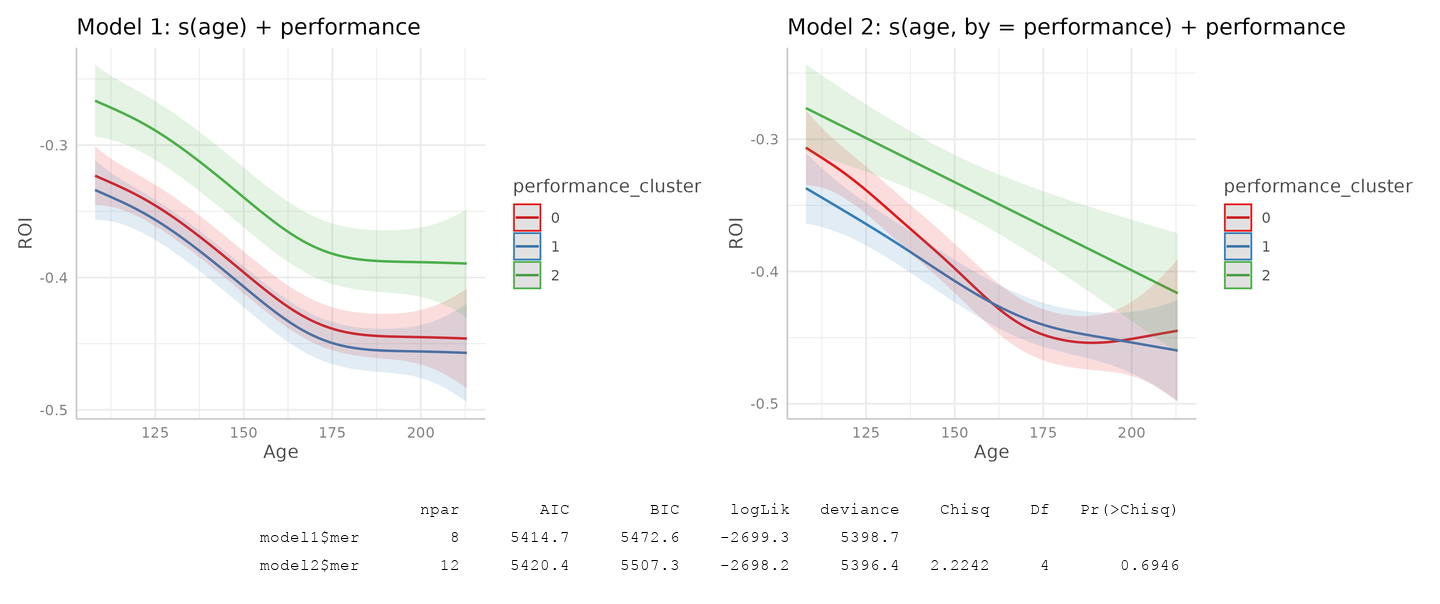 Model 1: s(age) + performance
ROI
-0.3
-0.4
-0.5
125 150 175 200
Age
performance_cluster
0
1
2
Model 2: s(age, by = performance) + performance
ROI
-0.3
-0.4
-0.5
125 150 175 200
Age
performance_cluster
0
1
2
npar AIC BIC logLik deviance Chisq Df Pr(>Chisq)
model1$mer 8 5414.7 5472.6 -2699.3 5398.7
model2$mer 12 5420.4 5507.3 -2698.2 5396.4 2.2242 4 0.6946